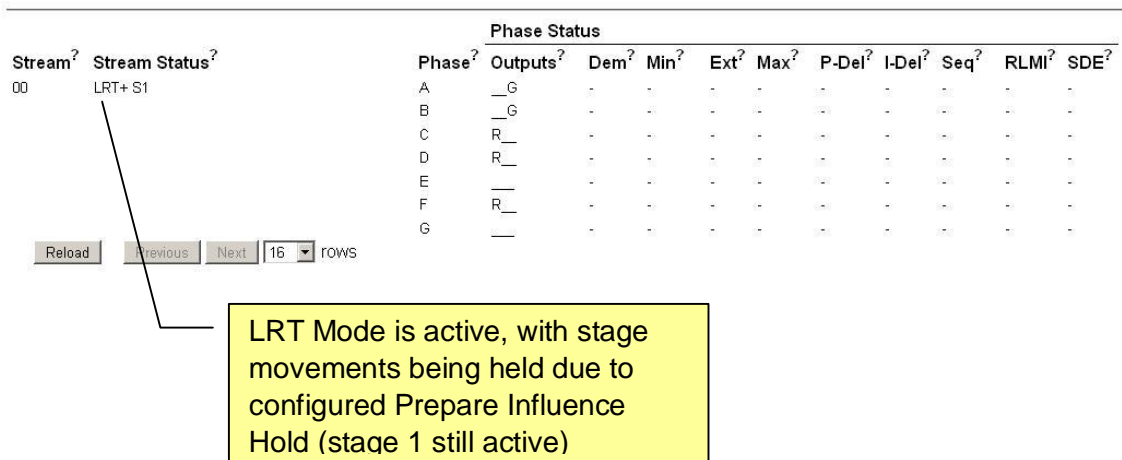 Phase Status
Stream? Stream Status? Phase? Outputs? Dem? Min? Ext? Max? P-Del? I-Del? Seq? RLMI? SDE?
00 LRT+ S1 A __G - - - - - - - - -
B __G - - - - - - - - -
C R__ - - - - - - - - -
D R__ - - - - - - - - -
E ___ - - - - - - - - -
F R__ - - - - - - - - -
G ___ - - - - - - - - -
Reload Previous Next 16 rows
LRT Mode is active, with stage
movements being held due to
configured Prepare Influence
Hold (stage 1 still active)